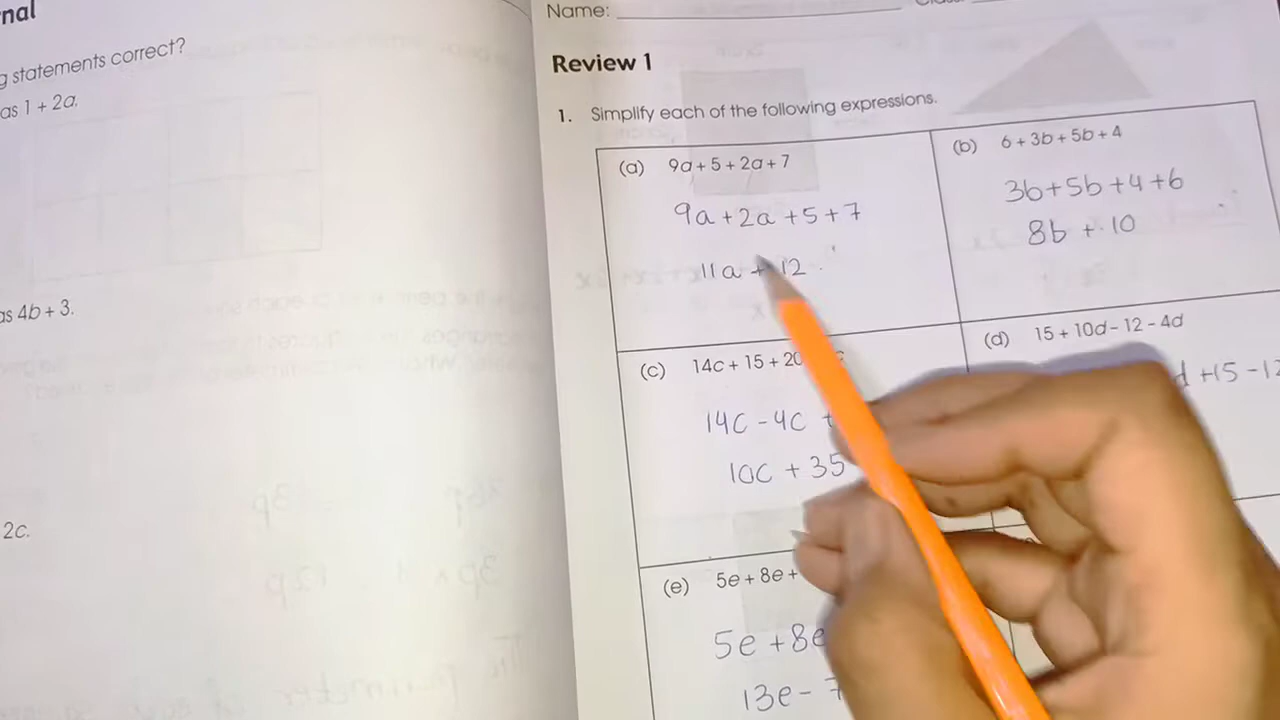 nal
g statements correct?
as 1 + 2a.
as 4b + 3.
2c.
Name:
Review 1
1. Simplify each of the following expressions.
(a) 9a + 5 + 2a + 7
9a + 2a + 5 + 7
11a + 12
(b) 6 + 3b + 5b + 4
3b + 5b + 4 + 6
8b + 10
(c) 14c + 15 + 20
14c - 4c +
10c + 35
(d) 15 + 10d - 12 - 4d
d + 15 - 12
(e) 5e + 8e +
5e + 8e
13e - 7